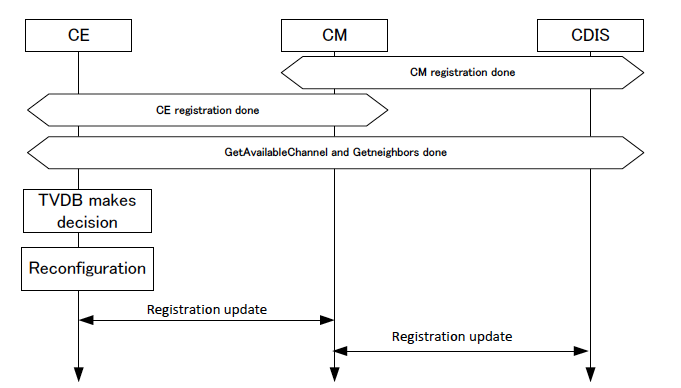 CE
CM
CDIS
CM registration done
CE registration done
GetAvailableChannel and Getneighbors done
TVDB makes
decision
Reconfiguration
Registration update
Registration update